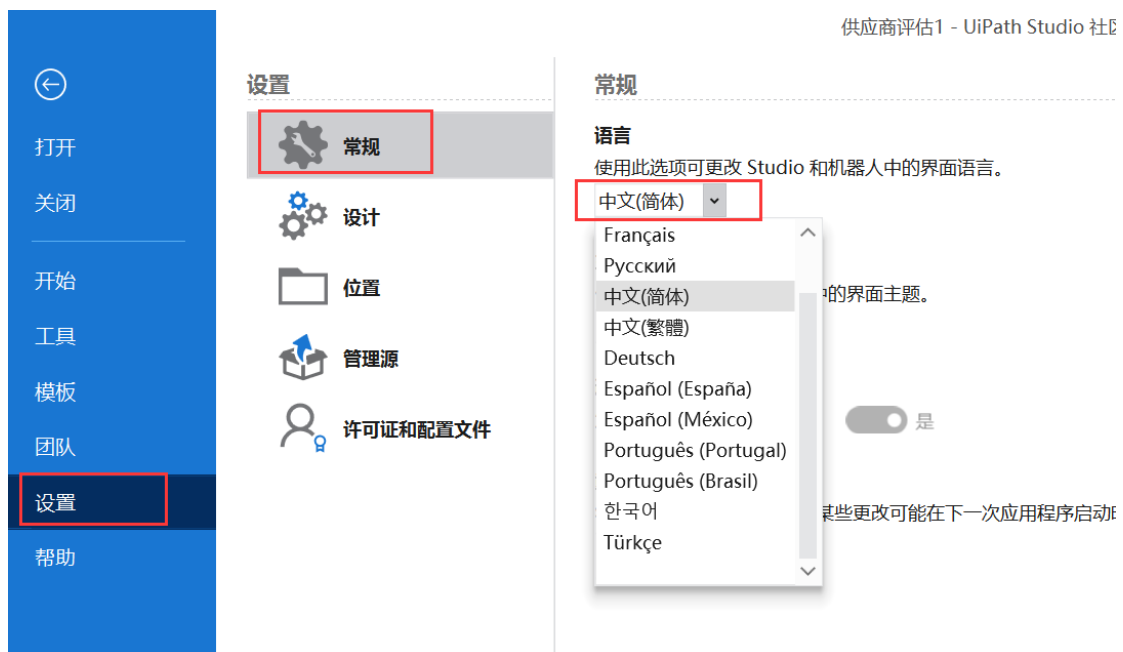 供应商评估1 - UiPath Studio 社区
打开
关闭
开始
工具
模板
团队
设置
帮助
设置
常规
设计
位置
管理源
许可证和配置文件
常规
语言
使用此选项可更改 Studio 和机器人中的界面语言。
中文(简体)
Français
Русский
中文(简体)
中的界面主题。
中文(繁體)
Deutsch
Español (España)
Español (México)
是
Português (Portugal)
Português (Brasil)
한국어
某些更改可能在下一次应用程序启动时
Türkçe